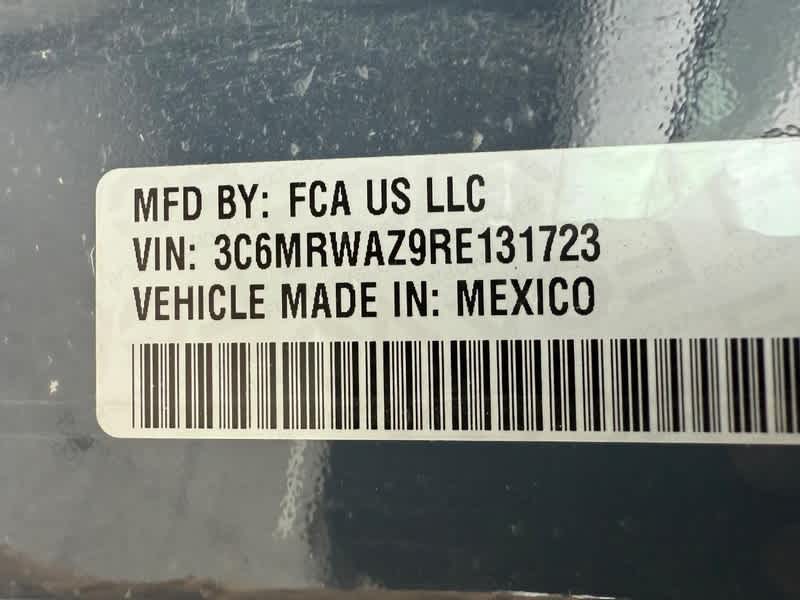 MFD BY: FCA US LLC
VIN: 3C6MRWAZ9RE131723
VEHICLE MADE IN: MEXICO